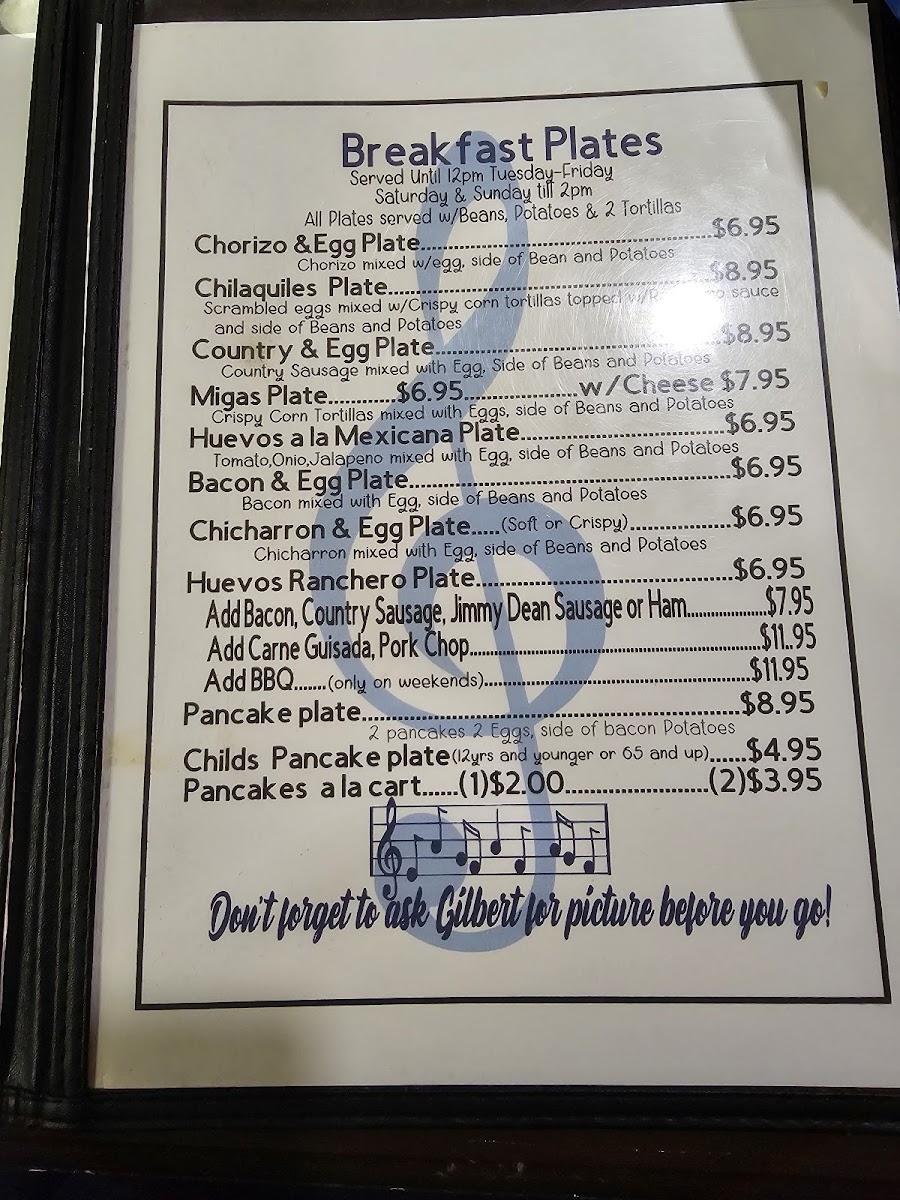 Breakfast Plates
Served Until 12pm Tuesday-Friday
Saturday & Sunday till 2pm
All Plates served w/Beans, Potatoes & 2 Tortillas
Chorizo & Egg Plate..............................$6.95
Chorizo mixed w/egg, side of Bean and Potatoes
Chilaquiles Plate..............................$8.95
Scrambled eggs mixed w/Crispy corn tortillas topped sauce
and side of Beans and Potatoes
Country & Egg Plate..............................$8.95
Country Sausage mixed with Egg, Side of Beans and Potatoes
Migas Plate............$6.95....................w/Cheese $7.95
Crispy Corn Tortillas mixed with Eggs, side of Beans and Potatoes
Huevos a la Mexicana Plate..............................$6.95
Tomato,Onio,Jalapeno mixed with Egg, side of Beans and Potatoes
Bacon & Egg Plate..............................$6.95
Bacon mixed with Egg, side of Beans and Potatoes
Chicharron & Egg Plate.....(Soft or Crispy).................$6.95
Chicharron mixed with Egg, side of Beans and Potatoes
Huevos Ranchero Plate..............................$6.95
Add Bacon, Country Sausage, Jimmy Dean Sausage or Ham....................$7.95
Add Carne Guisada, Pork Chop..............................$11.95
Add BBQ.......(only on weekends)..............................$11.95
Pancake plate..............................$8.95
2 pancakes 2 Eggs, side of bacon Potatoes
Childs Pancake plate(12yrs and younger or 65 and up)......$4.95
Pancakes a la cart......(1)$2.00.......................(2)$3.95
Don't forget to ask Gilbert for picture before you go!